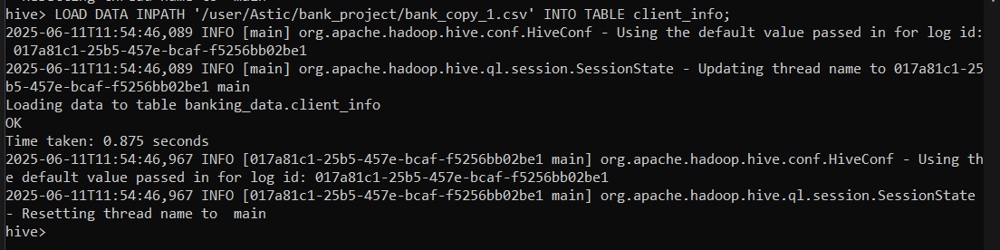 hive> LOAD DATA INPATH '/user/Astic/bank_project/bank_copy_1.csv' INTO TABLE client_info;
2025-06-11T11:54:46,089 INFO [main] org.apache.hadoop.hive.conf.HiveConf - Using the default value passed in for log id:
 017a81c1-25b5-457e-bcaf-f5256bb02be1
2025-06-11T11:54:46,089 INFO [main] org.apache.hadoop.hive.ql.session.SessionState - Updating thread name to 017a81c1-25
b5-457e-bcaf-f5256bb02be1 main
Loading data to table banking_data.client_info
OK
Time taken: 0.875 seconds
2025-06-11T11:54:46,967 INFO [017a81c1-25b5-457e-bcaf-f5256bb02be1 main] org.apache.hadoop.hive.conf.HiveConf - Using th
e default value passed in for log id: 017a81c1-25b5-457e-bcaf-f5256bb02be1
2025-06-11T11:54:46,967 INFO [017a81c1-25b5-457e-bcaf-f5256bb02be1 main] org.apache.hadoop.hive.ql.session.SessionState
- Resetting thread name to  main
hive>